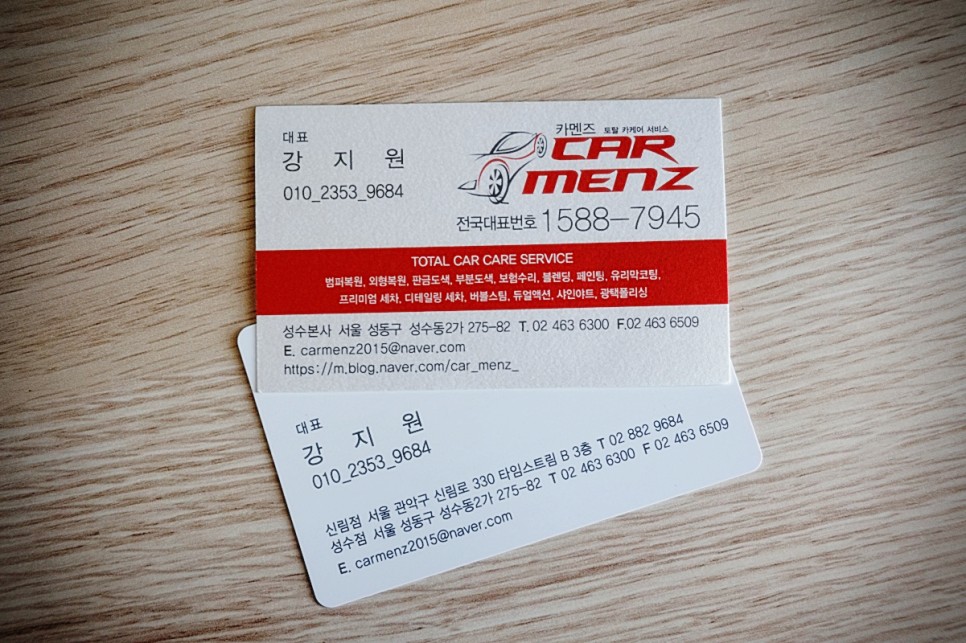 대표
강 지 원
010_2353_9684
카멘즈 토탈 카케어 서비스
CAR
MENZ
전국대표번호 1588-7945
TOTAL CAR CARE SERVICE
범퍼복원, 외형복원, 판금도색, 부분도색, 보험수리, 블렌딩, 페인팅, 유리막코팅,
프리미엄 세차, 디테일링 세차, 버블스팀, 듀얼액션, 샤인아트, 광택폴리싱
성수본사 서울 성동구 성수동2가 275-82 T. 02 463 6300 F.02 463 6509
E. carmenz2015@naver.com
https://m.blog.naver.com/car_menz_
대표
강 지 원
010_2353_9684
신림점 서울 관악구 신림로 330 타임스트림 B 3층 T 02 882 9684
성수점 서울 성동구 성수동2가 275-82 T 02 463 6300 F 02 463 6509
E. carmenz2015@naver.com